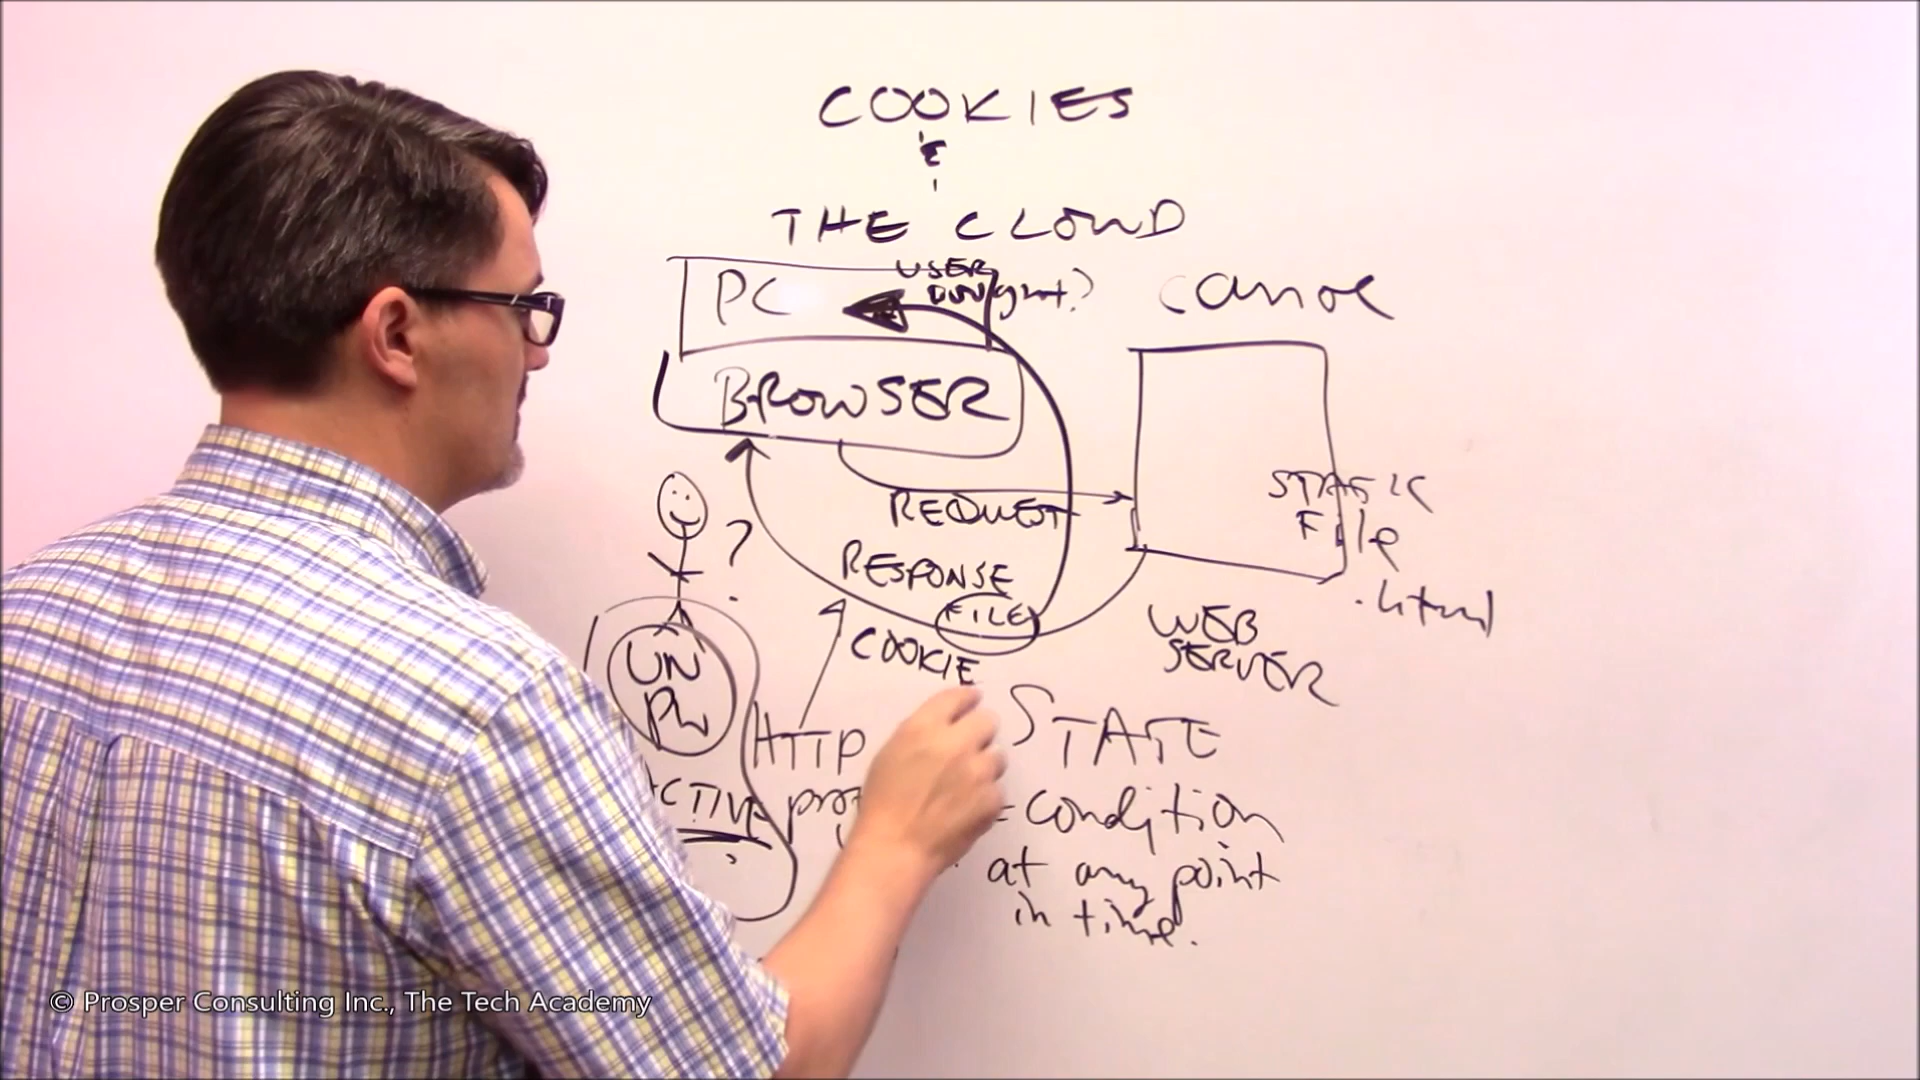 COOKIES
&
THE CLOUD
PC
USER
canoe
BROWSER
REQUEST
STATIC
File
.html
?
RESPONSE
FILE
COOKIE
WEB
SERVER
UN
PW
HTTP
STATE
= condition
at any point
in time.
© Prosper Consulting Inc., The Tech Academy